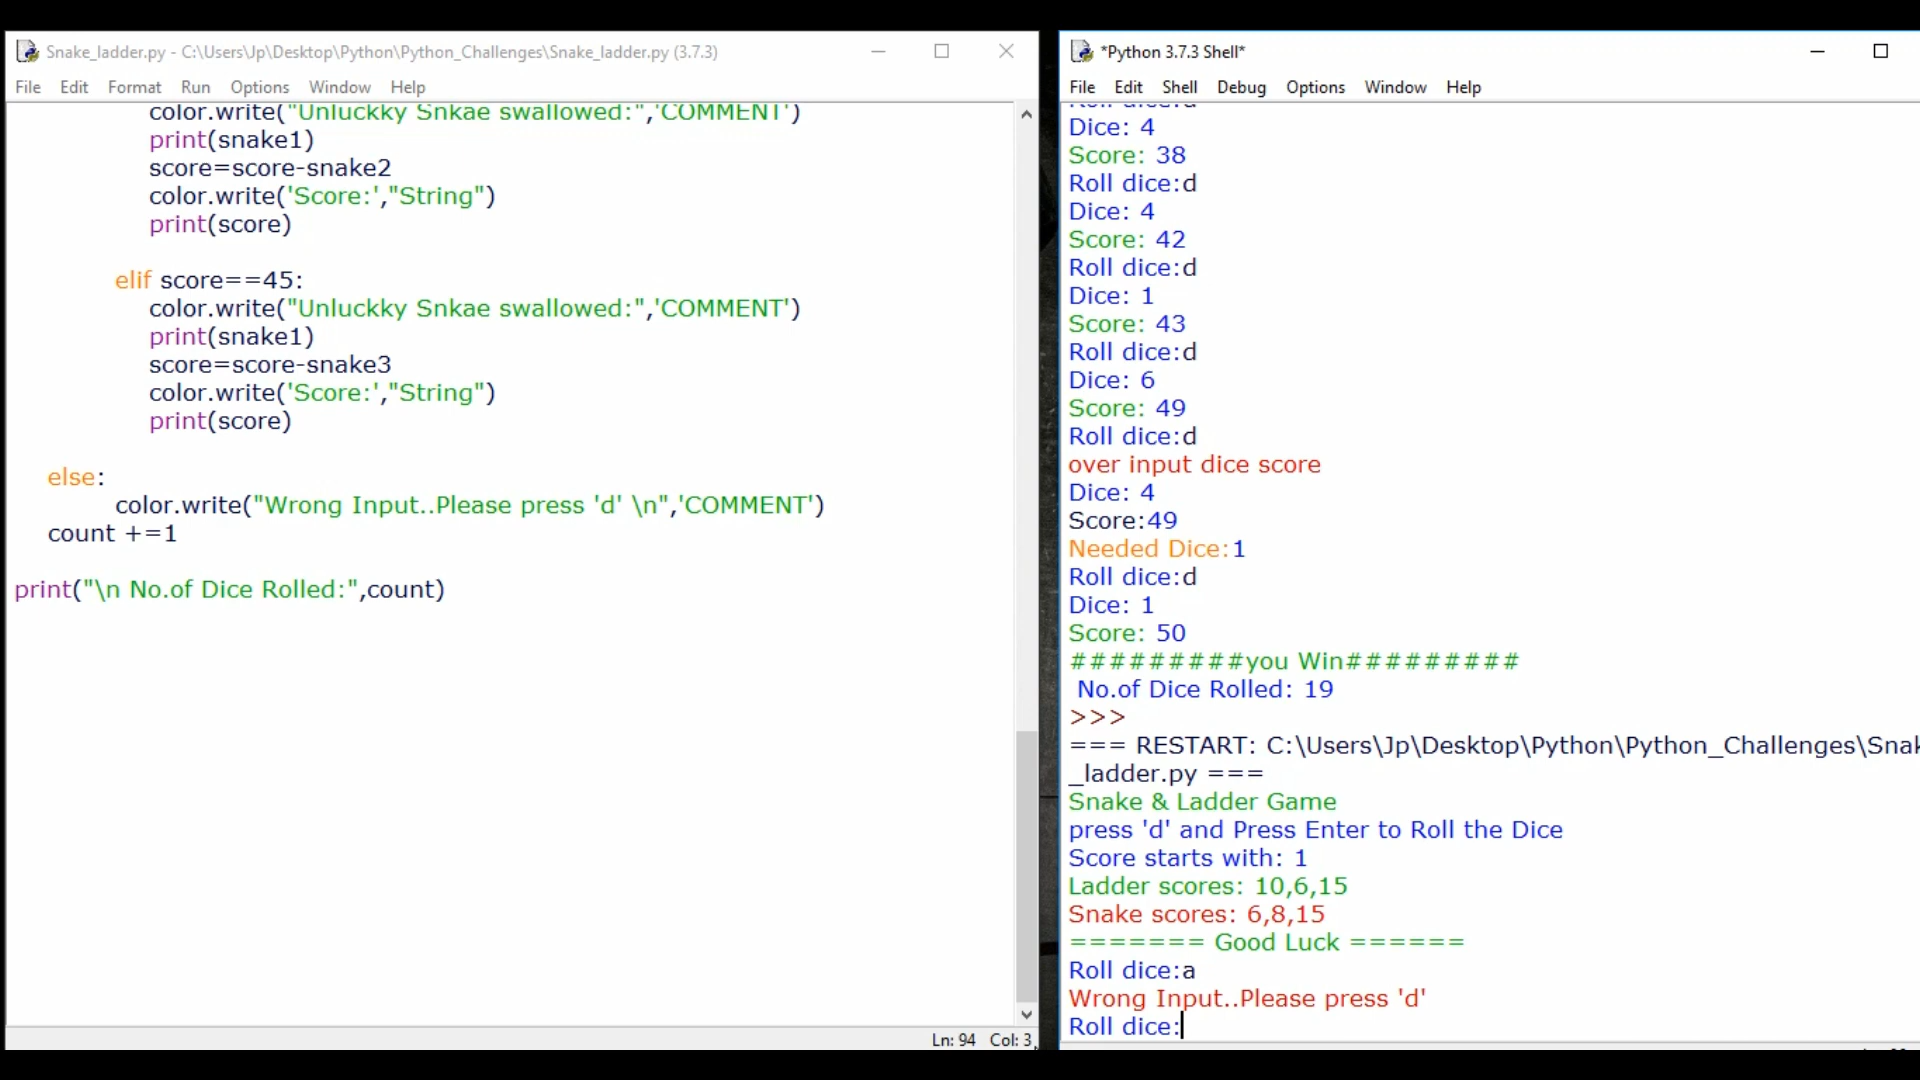 Snake_ladder.py - C:\Users\Jp\Desktop\Python\Python_Challenges\Snake_ladder.py (3.7.3)
File Edit Format Run Options Window Help
color.write("Unluckky Snkae swallowed:",'COMMENT')
print(snake1)
score=score-snake2
color.write('Score:',"String")
print(score)
elif score==45:
color.write("Unluckky Snkae swallowed:",'COMMENT')
print(snake1)
score=score-snake3
color.write('Score:',"String")
print(score)
else:
color.write("Wrong Input..Please press 'd' \n",'COMMENT')
count +=1
print("\n No.of Dice Rolled:",count)
Ln: 94 Col: 3
*Python 3.7.3 Shell*
File Edit Shell Debug Options Window Help
Roll dice:d
Dice: 4
Score: 38
Roll dice:d
Dice: 4
Score: 42
Roll dice:d
Dice: 1
Score: 43
Roll dice:d
Dice: 6
Score: 49
Roll dice:d
over input dice score
Dice: 4
Score:49
Needed Dice:1
Roll dice:d
Dice: 1
Score: 50
#########you Win#########
No.of Dice Rolled: 19
>>>
=== RESTART: C:\Users\Jp\Desktop\Python\Python_Challenges\Snak
_ladder.py ===
Snake & Ladder Game
press 'd' and Press Enter to Roll the Dice
Score starts with: 1
Ladder scores: 10,6,15
Snake scores: 6,8,15
======= Good Luck ======
Roll dice:a
Wrong Input..Please press 'd'
Roll dice: